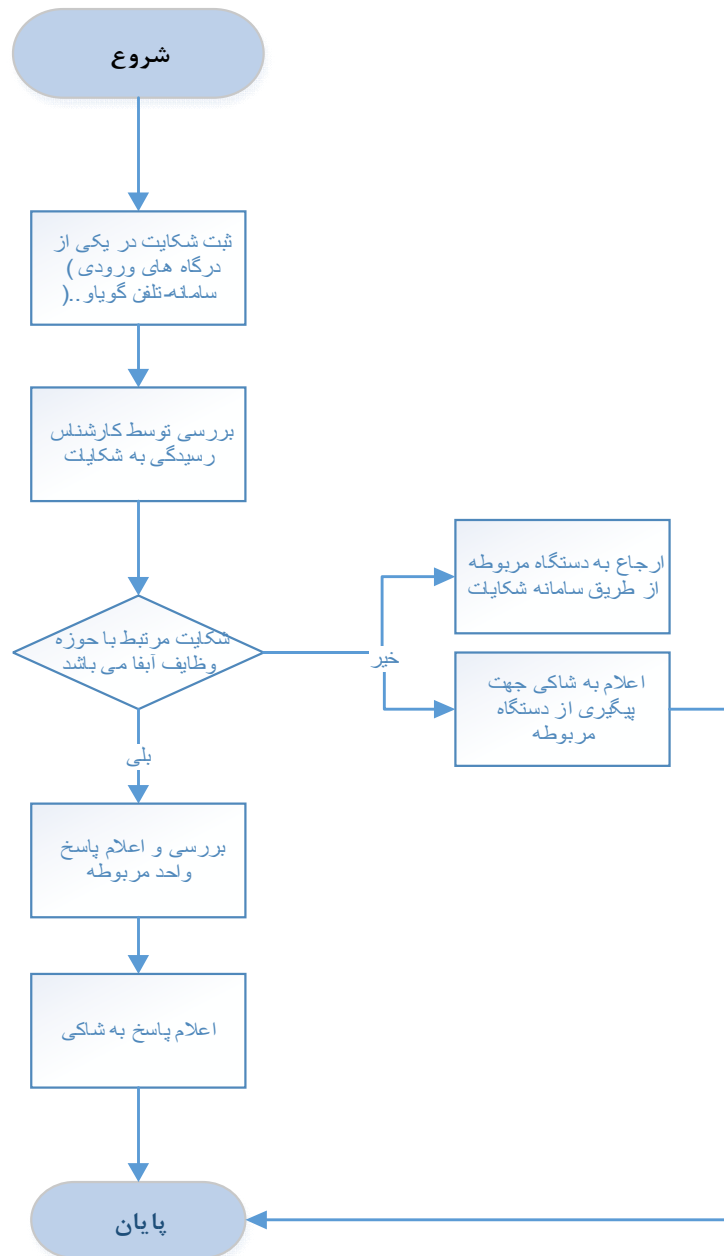 شروع
ثبت شکایت در یکی از
درگاه های ورودی (
سامانه-تلفن گویاو..)
بررسی توسط کارشناس
رسیدگی به شکایات
شکایت مرتبط با حوزه
وظایف آبفا می باشد
خیر
ارجاع به دستگاه مربوطه
از طریق سامانه شکایات
اعلام به شاکی جهت
پیگیری از دستگاه
مربوطه
بلی
بررسی و اعلام پاسخ
واحد مربوطه
اعلام پاسخ به شاکی
پایان